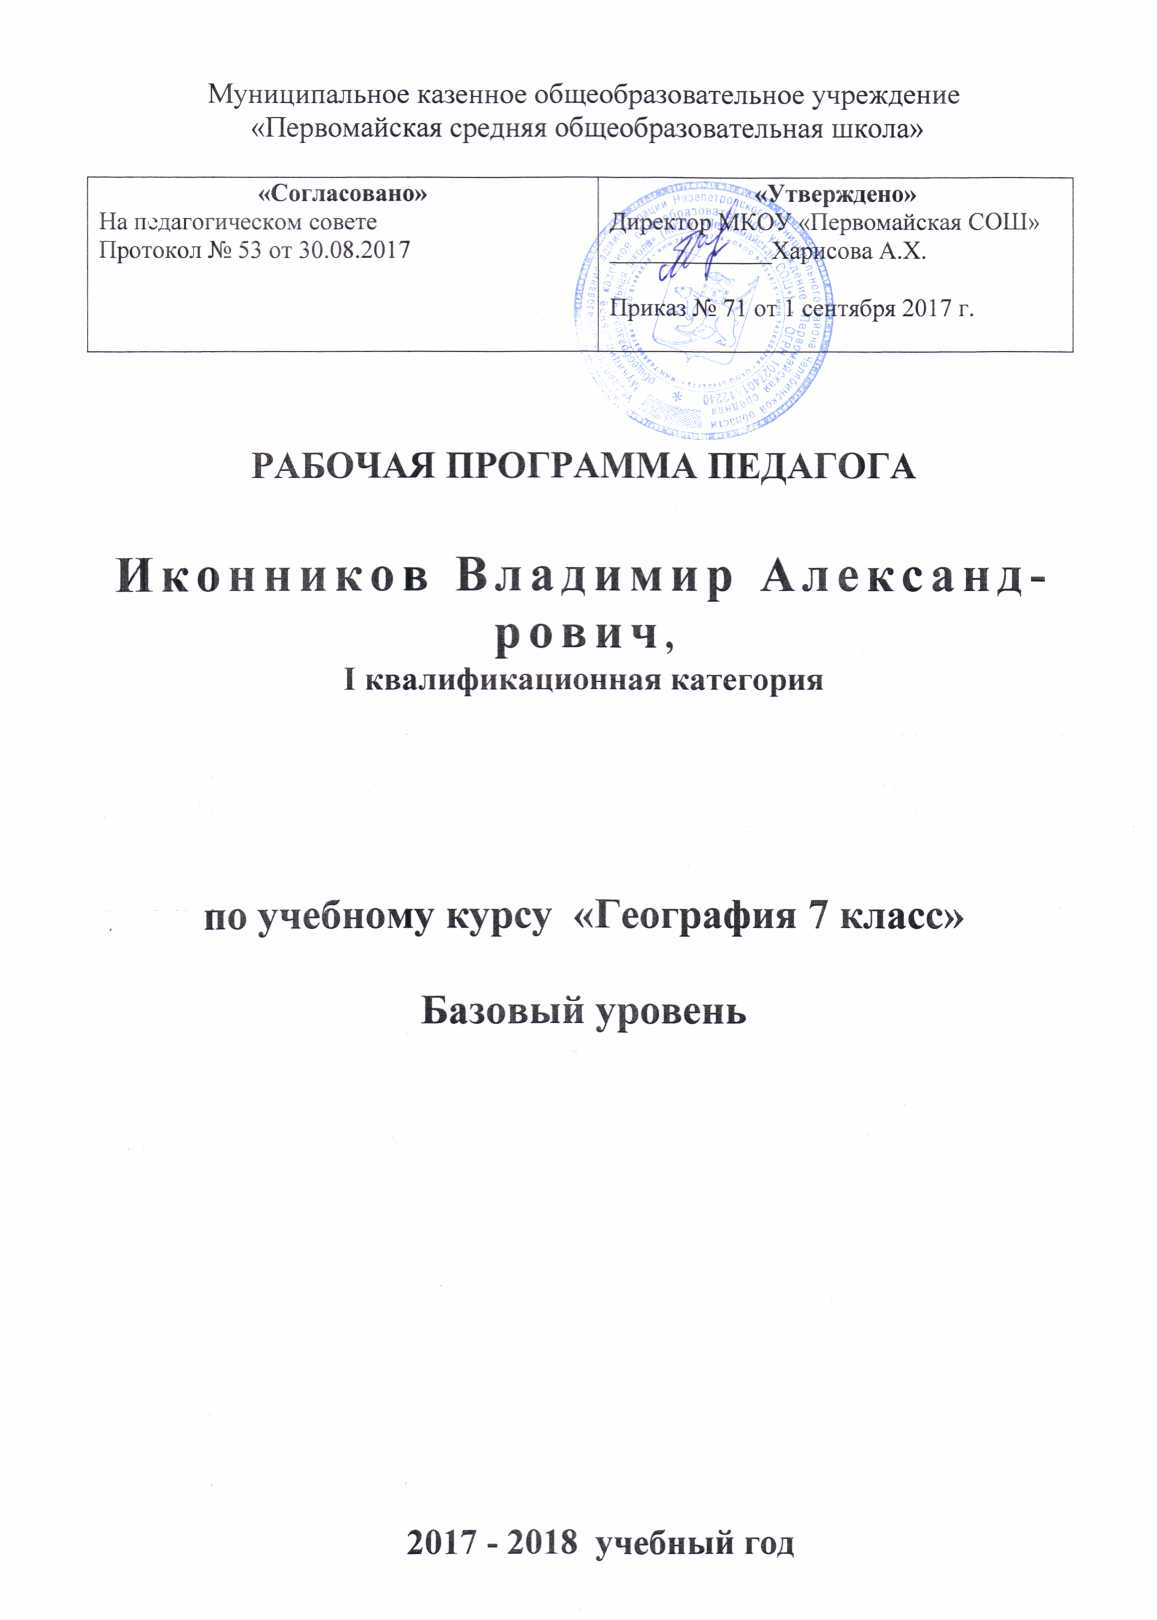 Муниципальное казенное общеобразовательное учреждение
«Первомайская средняя общеобразовательная школа»
«Согласовано»
На педагогическом совете
Протокол № 53 от 30.08.2017
«Утверждено»
Директор МКОУ «Первомайская СОШ»
____________Харисова А.Х.
Приказ № 71 от 1 сентября 2017 г.
РАБОЧАЯ ПРОГРАММА ПЕДАГОГА
Иконников Владимир Александ-
рович,
I квалификационная категория
по учебному курсу «География 7 класс»
Базовый уровень
2017 - 2018 учебный год